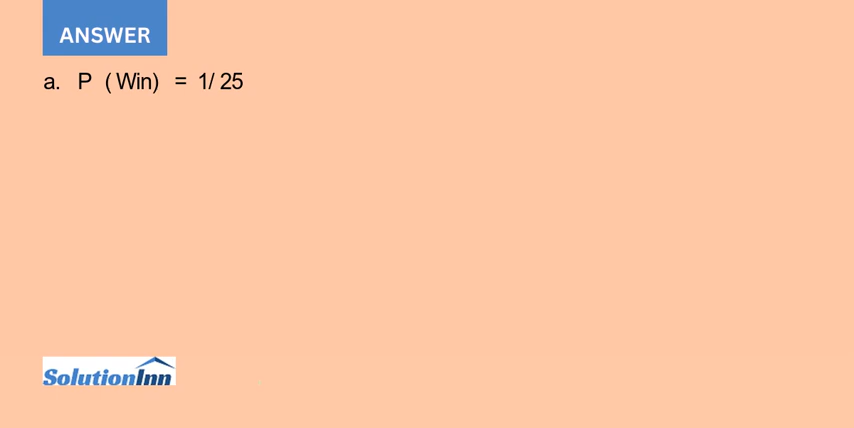 ANSWER
a. P ( Win) = 1/ 25
SolutionInn